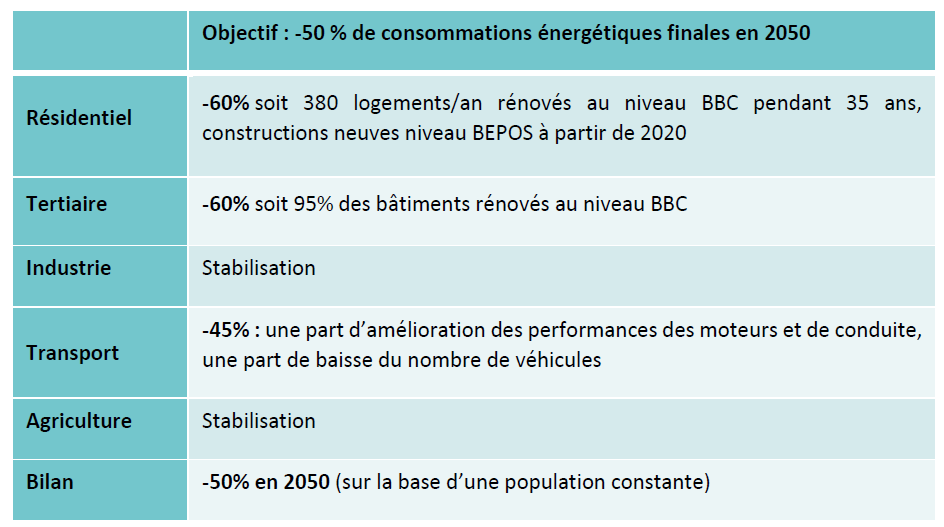 Objectif : -50 % de consommations énergétiques finales en 2050
Résidentiel
-60% soit 380 logements/an rénovés au niveau BBC pendant 35 ans,
constructions neuves niveau BEPOS à partir de 2020
Tertiaire
-60% soit 95% des bâtiments rénovés au niveau BBC
Industrie
Stabilisation
Transport
-45% : une part d’amélioration des performances des moteurs et de conduite,
une part de baisse du nombre de véhicules
Agriculture
Stabilisation
Bilan
-50% en 2050 (sur la base d’une population constante)